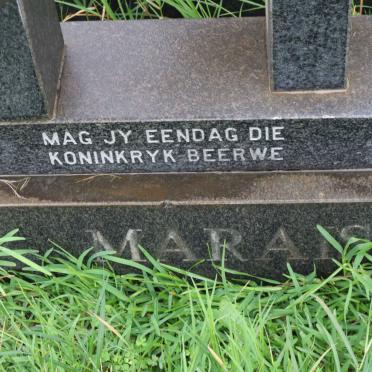 MAG JY EENDAG DIE
KONINKRYK BEERWE
MARAIS